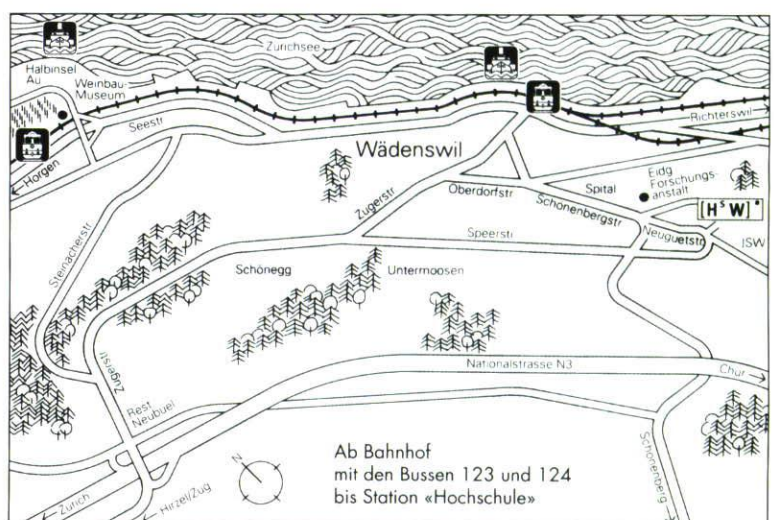 Zürichsee
Halbinsel
Au
Weinbau-
Museum
Seestr
Horgen
Richterswil
Wädenswil
Eidg
Forschungs-
anstalt
Spital
Oberdorfstr
Schönenbergstr
[HsW]
Neuguetstr
ISW
Zugerstr
Speerstr
Steinacherstr
Schönegg
Untermoosen
Nationalstrasse N3
Chur
Zugerstr
Rest
Neubuel
N
Ab Bahnhof
mit den Bussen 123 und 124
bis Station «Hochschule»
Schönenberg
Zürich
Hirzel/Zug